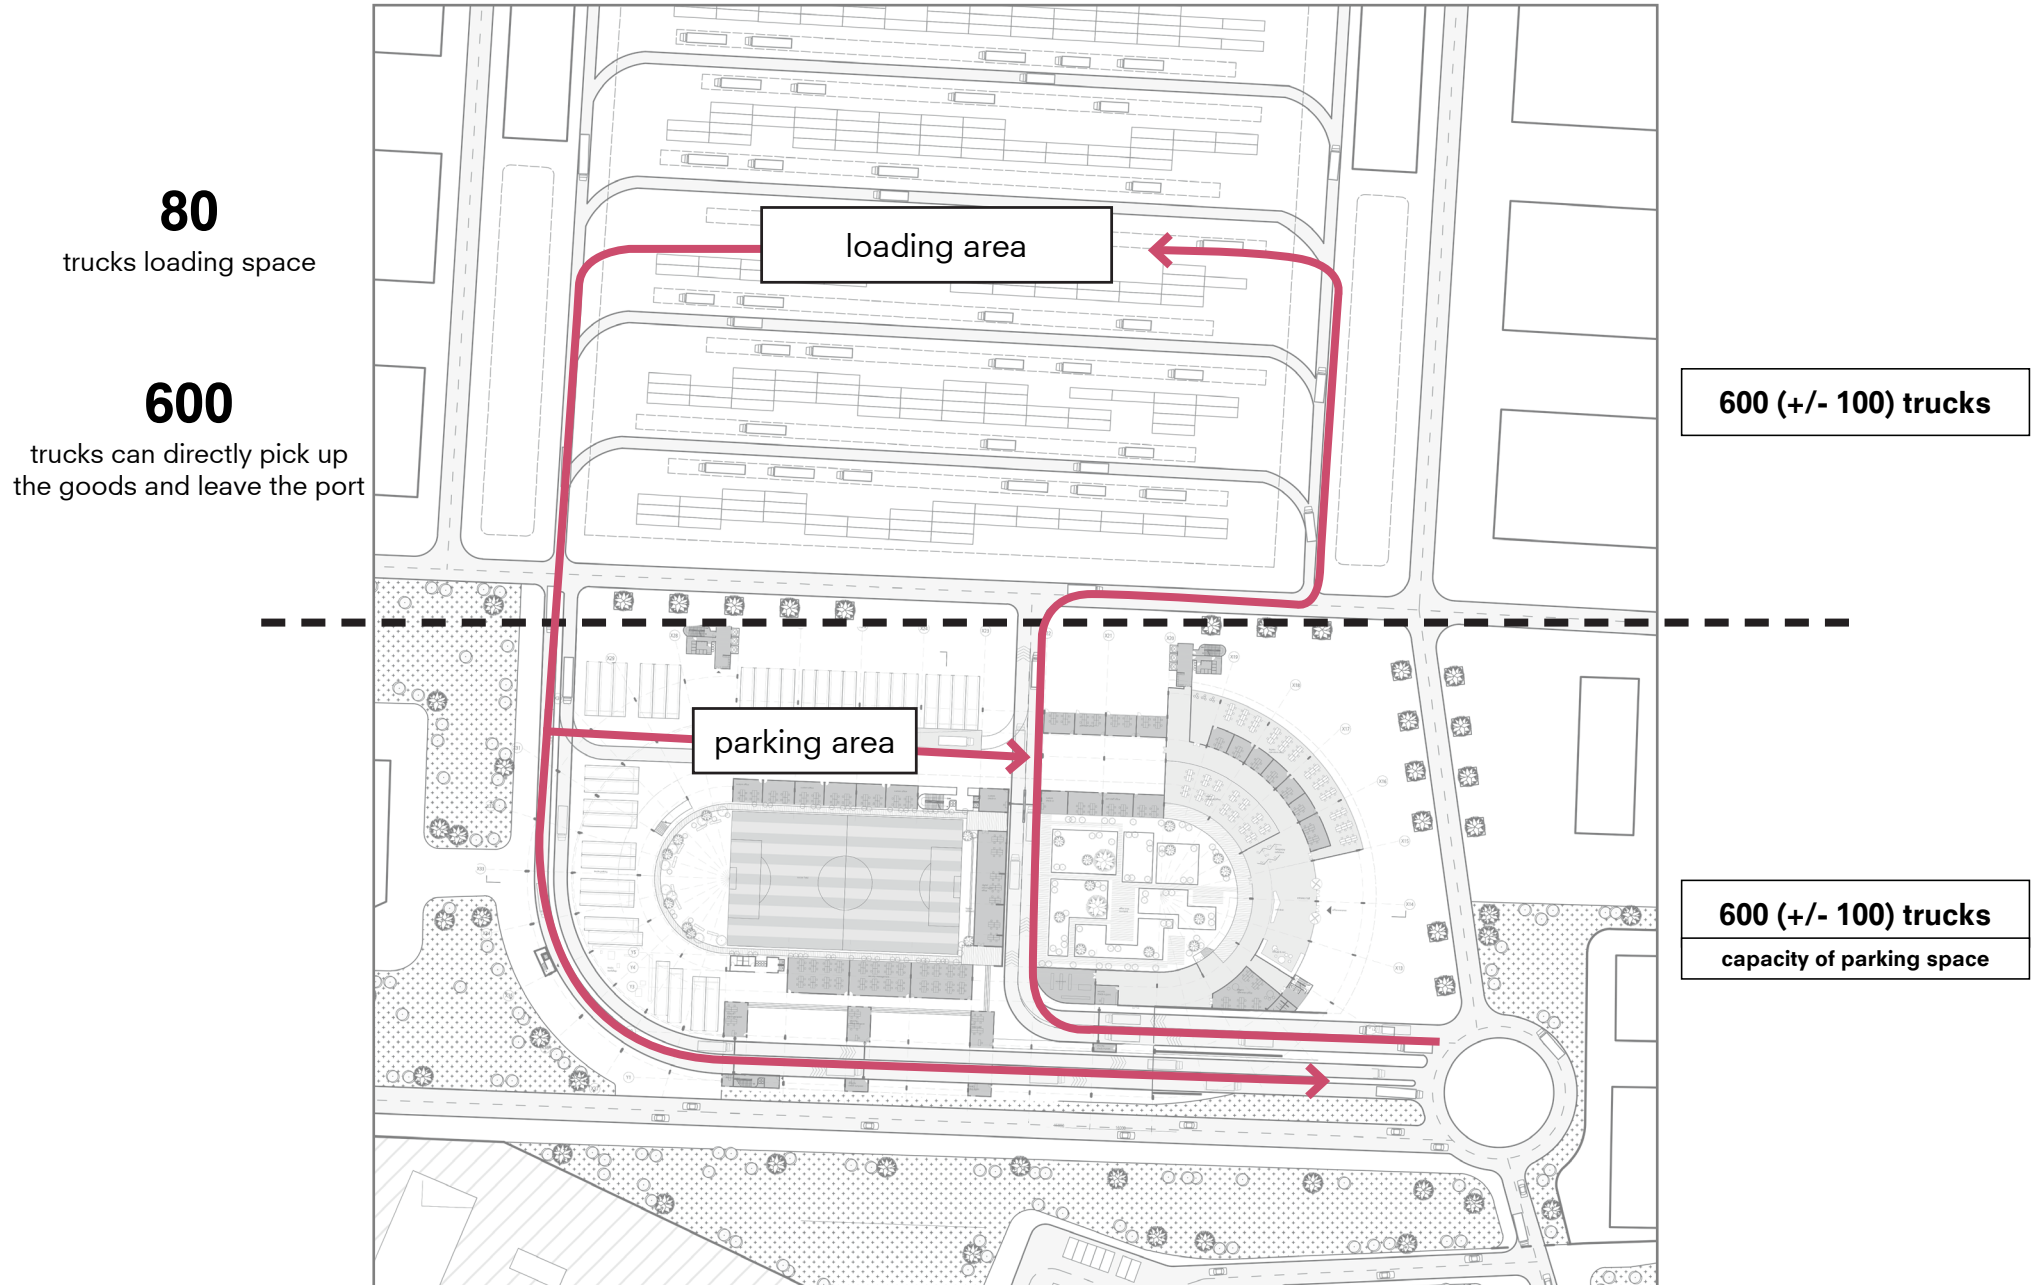 80
trucks loading space
loading area
600
trucks can directly pick up
the goods and leave the port
600 (+/- 100) trucks
parking area
600 (+/- 100) trucks
capacity of parking space